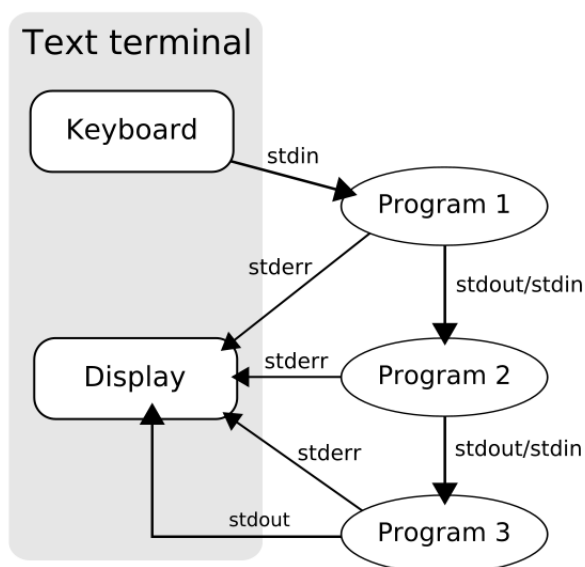 Text terminal
Keyboard
stdin
Program 1
stderr
stdout/stdin
Display
stderr
Program 2
stdout/stdin
stderr
stdout
Program 3